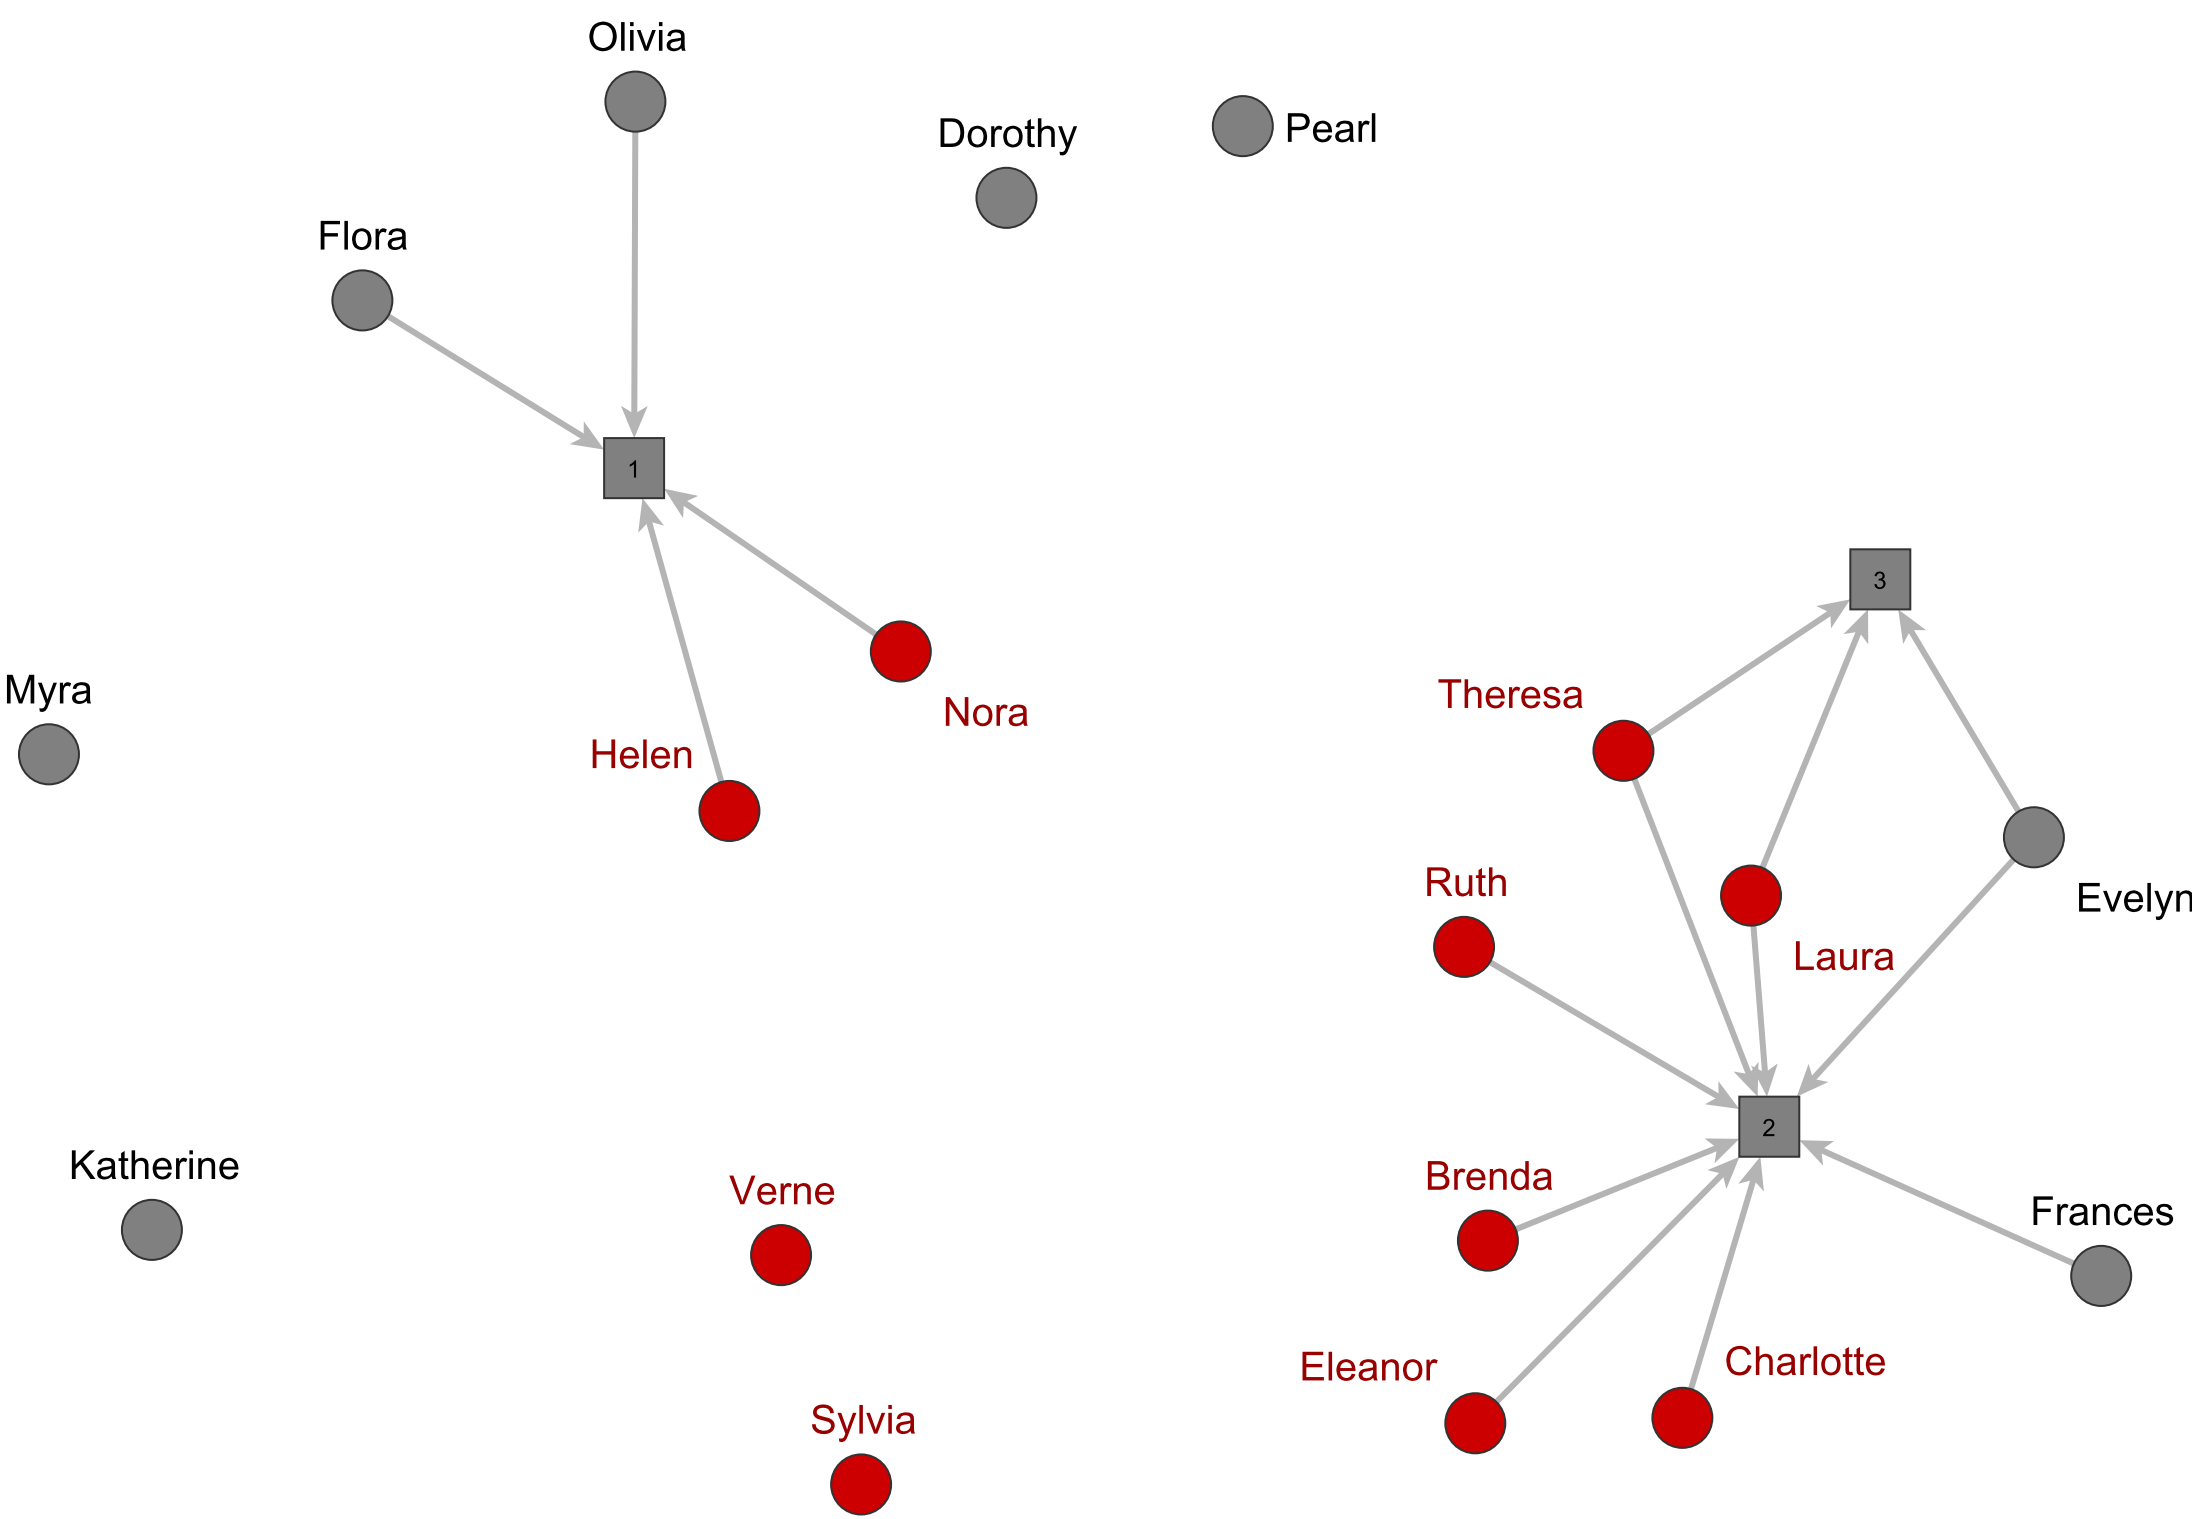 Olivia
Pearl
Dorothy
Flora
1
3
Myra
Theresa
Nora
Helen
Ruth
Evelyn
Laura
2
Katherine
Brenda
Verne
Frances
Charlotte
Eleanor
Sylvia